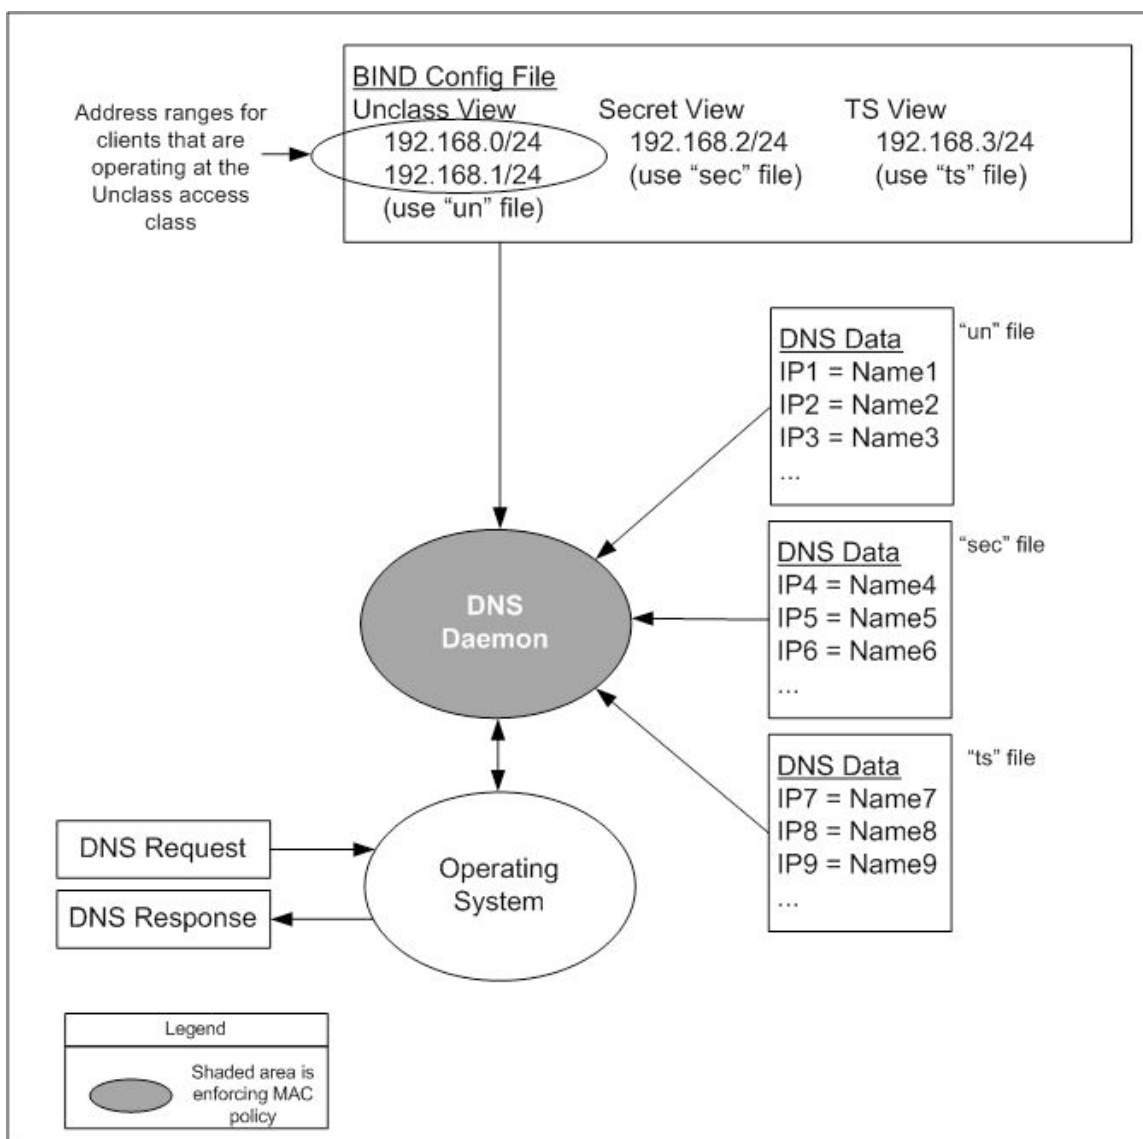 BIND Config File
Unclass View
192.168.0/24
192.168.1/24
(use “un” file)
Secret View
192.168.2/24
(use “sec” file)
TS View
192.168.3/24
(use “ts” file)
Address ranges for
clients that are
operating at the
Unclass access
class
DNS Data
IP1 = Name1
IP2 = Name2
IP3 = Name3
...
“un” file
DNS Data
IP4 = Name4
IP5 = Name5
IP6 = Name6
...
“sec” file
DNS
Daemon
DNS Data
IP7 = Name7
IP8 = Name8
IP9 = Name9
...
“ts” file
DNS Request
DNS Response
Operating
System
Legend
Shaded area is
enforcing MAC
policy